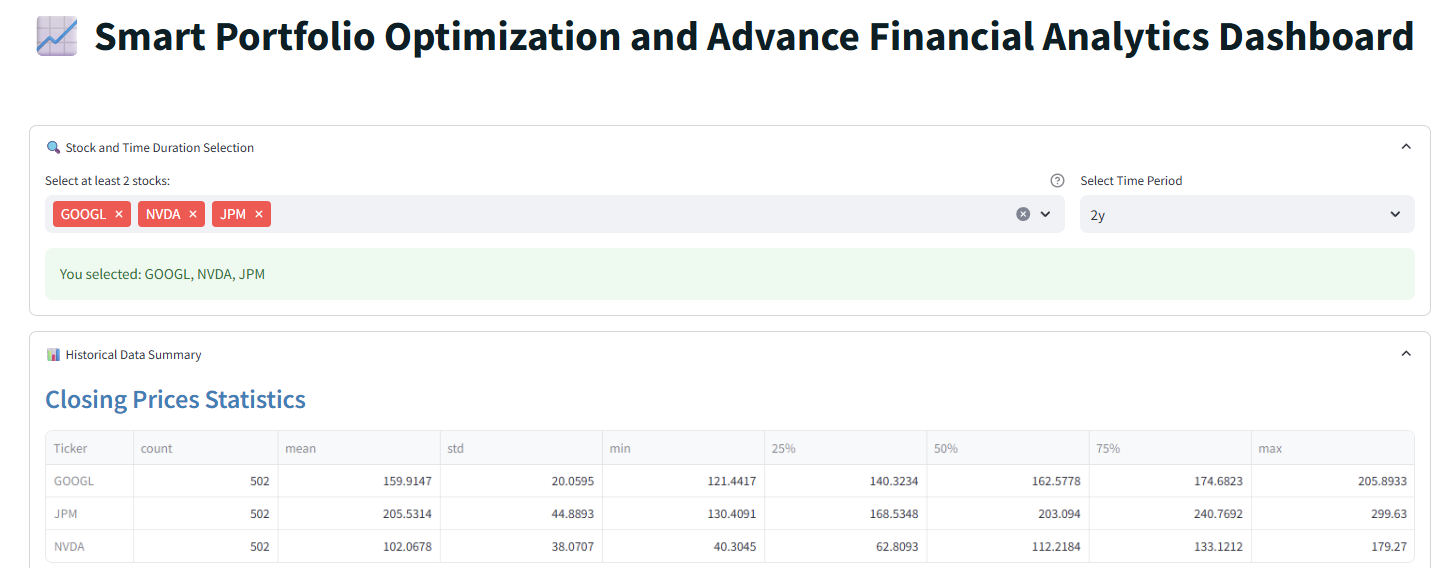 Smart Portfolio Optimization and Advance Financial Analytics Dashboard
Stock and Time Duration Selection
Select at least 2 stocks:
Select Time Period
GOOGL × NVDA × JPM ×
2y
You selected: GOOGL, NVDA, JPM
Historical Data Summary
Closing Prices Statistics
Ticker count mean std min 25% 50% 75% max
GOOGL 502 159.9147 20.0595 121.4417 140.3234 162.5778 174.6823 205.8933
JPM 502 205.5314 44.8893 130.4091 168.5348 203.094 240.7692 299.63
NVDA 502 102.0678 38.0707 40.3045 62.8093 112.2184 133.1212 179.27